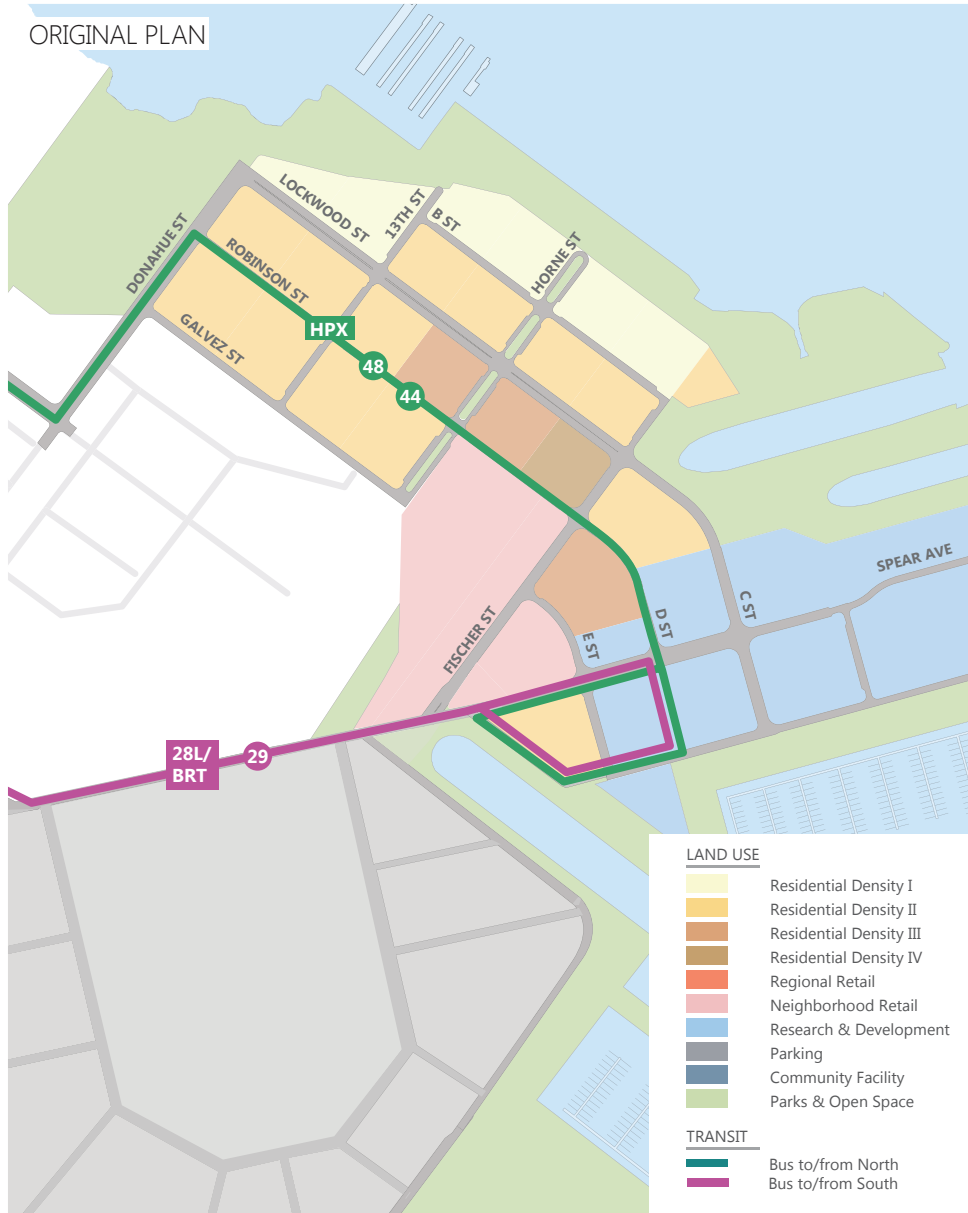 ORIGINAL PLAN
LOCKWOOD ST
13TH ST
B ST
DONAHUE ST
ROBINSON ST
HORNE ST
GALVEZ ST
HPX
48
44
SPEAR AVE
C ST
D ST
E ST
FISCHER ST
28L/
BRT
29
LAND USE
Residential Density I
Residential Density II
Residential Density III
Residential Density IV
Regional Retail
Neighborhood Retail
Research & Development
Parking
Community Facility
Parks & Open Space
TRANSIT
Bus to/from North
Bus to/from South